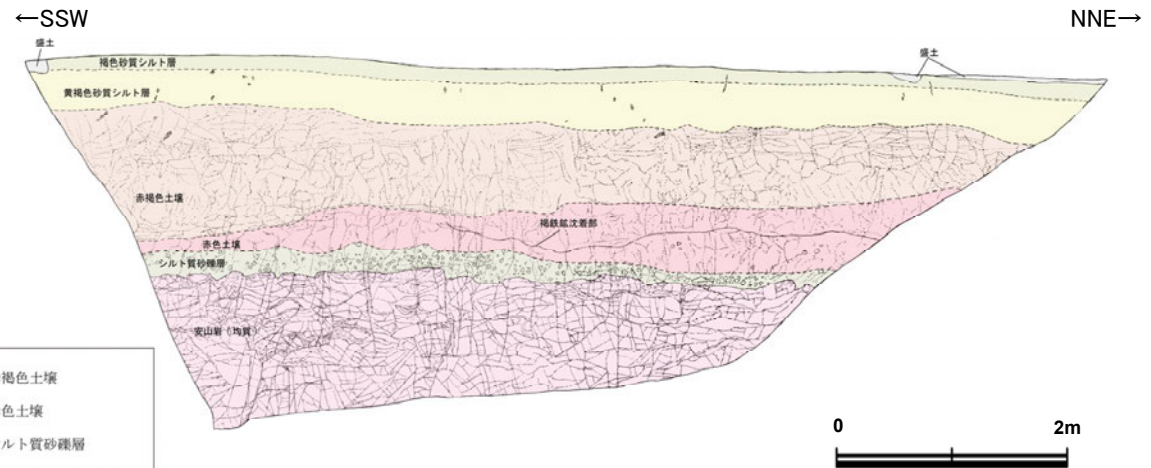 ←SSW
NNE→
盛土
盛土
褐色砂質シルト層
黄褐色砂質シルト層
赤褐色土壌
褐鉄鉱沈着部
赤色土壌
シルト質砂礫層
安山岩(均質)
褐色土壌
色土壌
ルト質砂礫層
0
2m